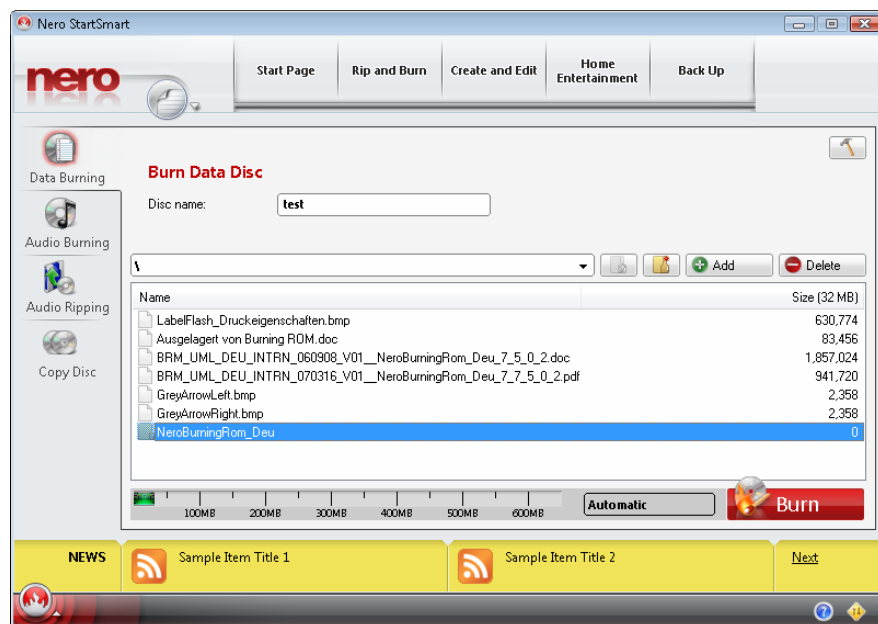 Nero StartSmart
nero
Start Page
Rip and Burn
Create and Edit
Home
Entertainment
Back Up
Data Burning
Audio Burning
Audio Ripping
Copy Disc
Burn Data Disc
Disc name: test
\ Add Delete
Name Size (32 MB)
LabelFlash_Druckeigenschaften.bmp 630,774
Ausgelagert von Burning ROM.doc 83,456
BRM_UML_DEU_INTRN_060908_V01__NeroBurningRom_Deu_7_5_0_2.doc 1,857,024
BRM_UML_DEU_INTRN_070316_V01__NeroBurningRom_Deu_7_7_5_0_2.pdf 941,720
GreyArrowLeft.bmp 2,358
GreyArrowRight.bmp 2,358
NeroBurningRom_Deu 0
100MB 200MB 300MB 400MB 500MB 600MB
Automatic
Burn
NEWS Sample Item Title 1 Sample Item Title 2 Next